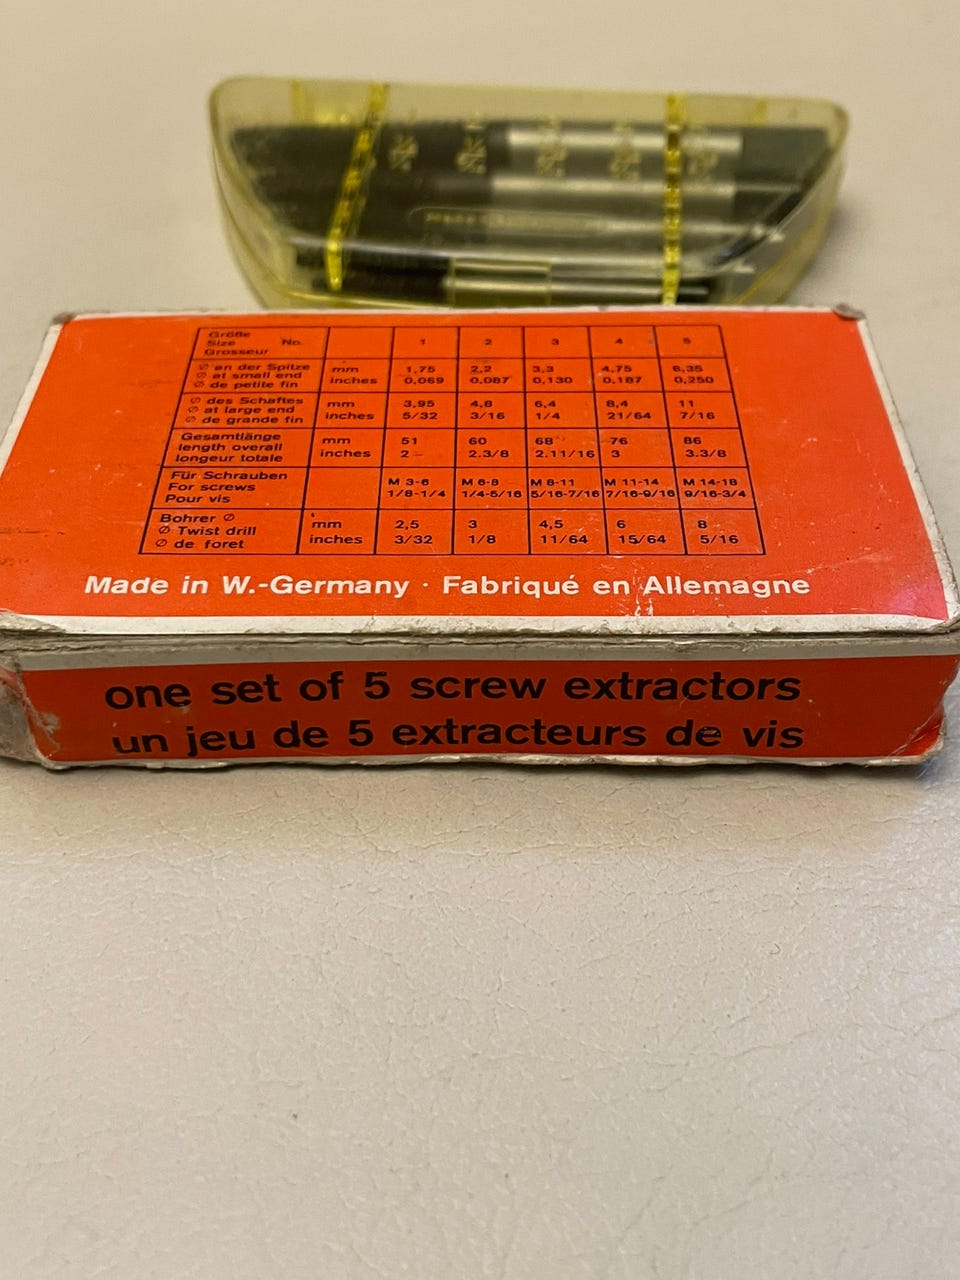 Größe
Size No. 1 2 3 4 5
Grosseur
∅ an der Spitze mm 1,75 2,2 3,3 4,75 6,35
∅ at small end inches 0,069 0,087 0,130 0,187 0,250
∅ de petite fin
∅ des Schaftes mm 3,95 4,8 6,4 8,4 11
∅ at large end inches 5/32 3/16 1/4 21/64 7/16
∅ de grande fin
Gesamtlänge mm 51 60 68 76 86
length overall inches 2 2.3/8 2.11/16 3 3.3/8
longeur totale
Für Schrauben M 3-6 M 6-8 M 8-11 M 11-14 M 14-18
For screws 1/8-1/4 1/4-5/16 5/16-7/16 7/16-9/16 9/16-3/4
Pour vis
Bohrer ∅ mm 2,5 3 4,5 6 8
∅ Twist drill inches 3/32 1/8 11/64 15/64 5/16
∅ de foret
Made in W.-Germany · Fabriqué en Allemagne
one set of 5 screw extractors
un jeu de 5 extracteurs de vis